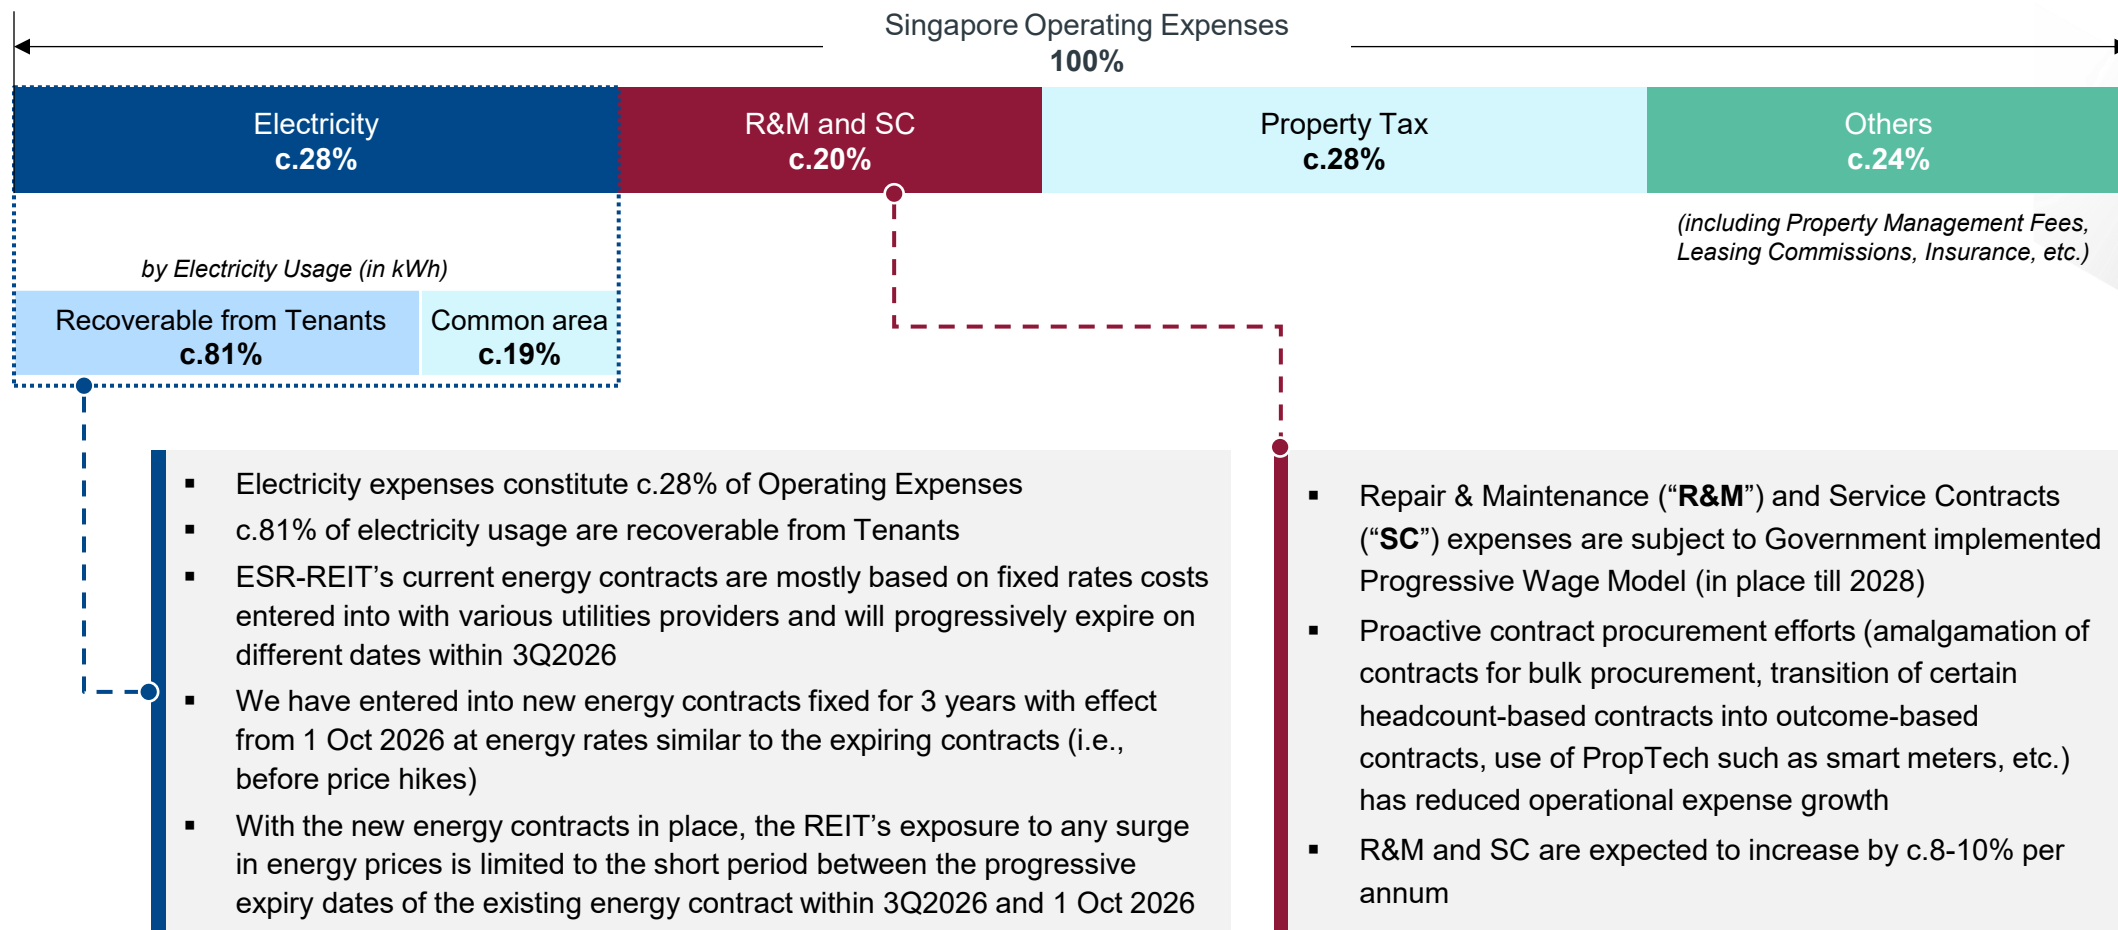 Singapore Operating Expenses
100%
Electricity
c.28%
R&M and SC
c.20%
Property Tax
c.28%
Others
c.24%
(including Property Management Fees,
Leasing Commissions, Insurance, etc.)
by Electricity Usage (in kWh)
Recoverable from Tenants
c.81%
Common area
c.19%
▪ Electricity expenses constitute c.28% of Operating Expenses
▪ c.81% of electricity usage are recoverable from Tenants
▪ ESR-REIT’s current energy contracts are mostly based on fixed rates costs
entered into with various utilities providers and will progressively expire on
different dates within 3Q2026
▪ We have entered into new energy contracts fixed for 3 years with effect
from 1 Oct 2026 at energy rates similar to the expiring contracts (i.e.,
before price hikes)
▪ With the new energy contracts in place, the REIT’s exposure to any surge
in energy prices is limited to the short period between the progressive
expiry dates of the existing energy contract within 3Q2026 and 1 Oct 2026
▪ Repair & Maintenance (“R&M”) and Service Contracts
(“SC”) expenses are subject to Government implemented
Progressive Wage Model (in place till 2028)
▪ Proactive contract procurement efforts (amalgamation of
contracts for bulk procurement, transition of certain
headcount-based contracts into outcome-based
contracts, use of PropTech such as smart meters, etc.)
has reduced operational expense growth
▪ R&M and SC are expected to increase by c.8-10% per
annum